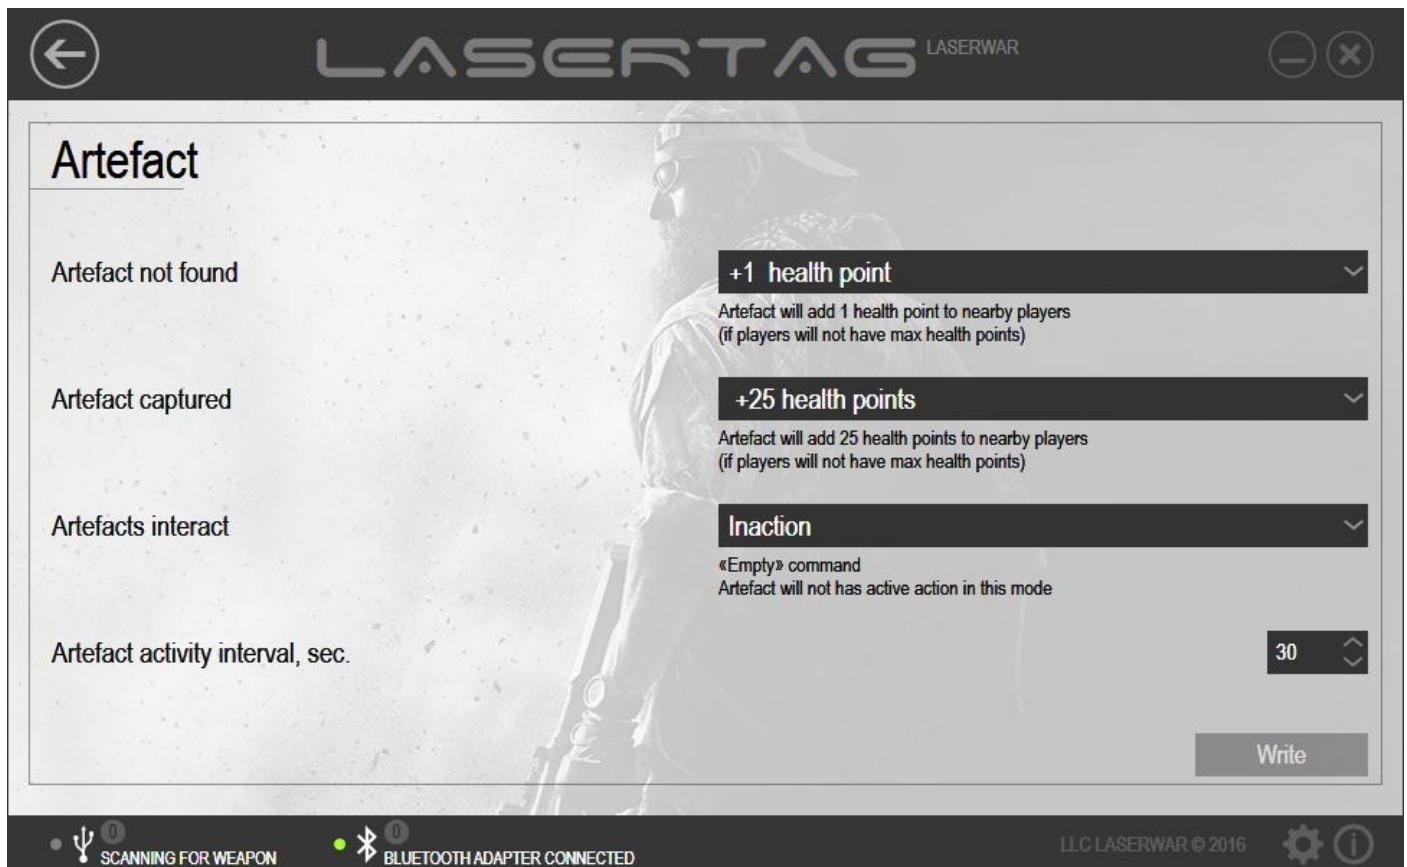 LASERTAG LASERWAR
Artefact
Artefact not found
+1 health point
Artefact will add 1 health point to nearby players
(if players will not have max health points)
Artefact captured
+25 health points
Artefact will add 25 health points to nearby players
(if players will not have max health points)
Artefacts interact
Inaction
«Empty» command
Artefact will not has active action in this mode
Artefact activity interval, sec.
30
Write
0
SCANNING FOR WEAPON
0
BLUETOOTH ADAPTER CONNECTED
LLC LASERWAR © 2016